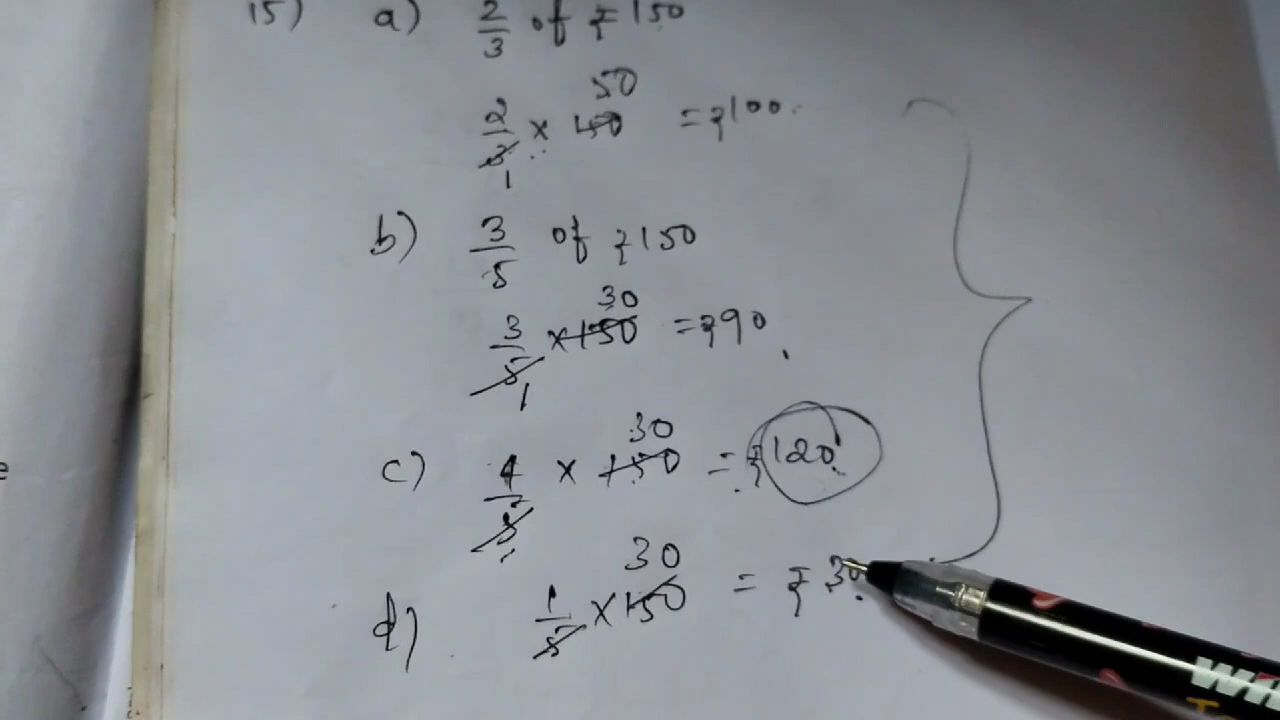 15) a) 2/3 of ₹150
50
2/3 × 150 = ₹100.
1
b) 3/5 of ₹150
30
3/5 × 150 = ₹90
1
30
c) 4/5 × 150 = ₹120
30
d) 1/5 × 150 = ₹30